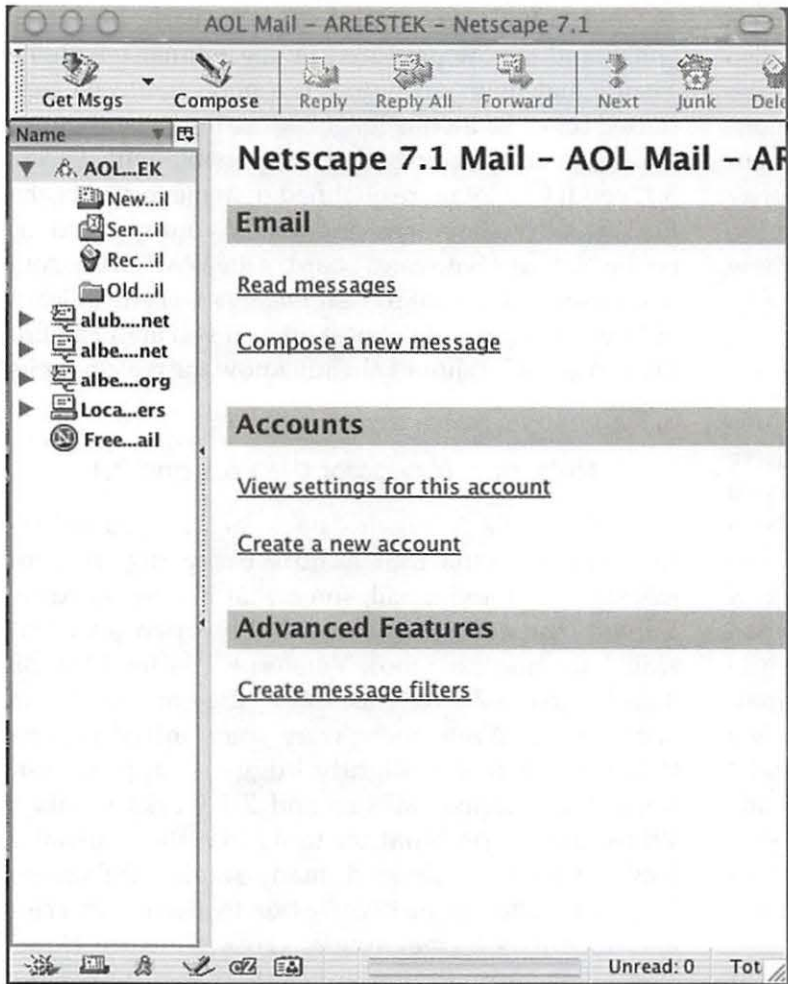 AOL Mail – ARLESTEK – Netscape 7.1
Get Msgs Compose Reply Reply All Forward Next Junk Dele
Name
AOL...EK
New...il
Sen...il
Rec...il
Old...il
alub....net
albe....net
albe....org
Loca...ers
Free...ail
Netscape 7.1 Mail – AOL Mail – AR
Email
Read messages
Compose a new message
Accounts
View settings for this account
Create a new account
Advanced Features
Create message filters
Unread: 0 Tot